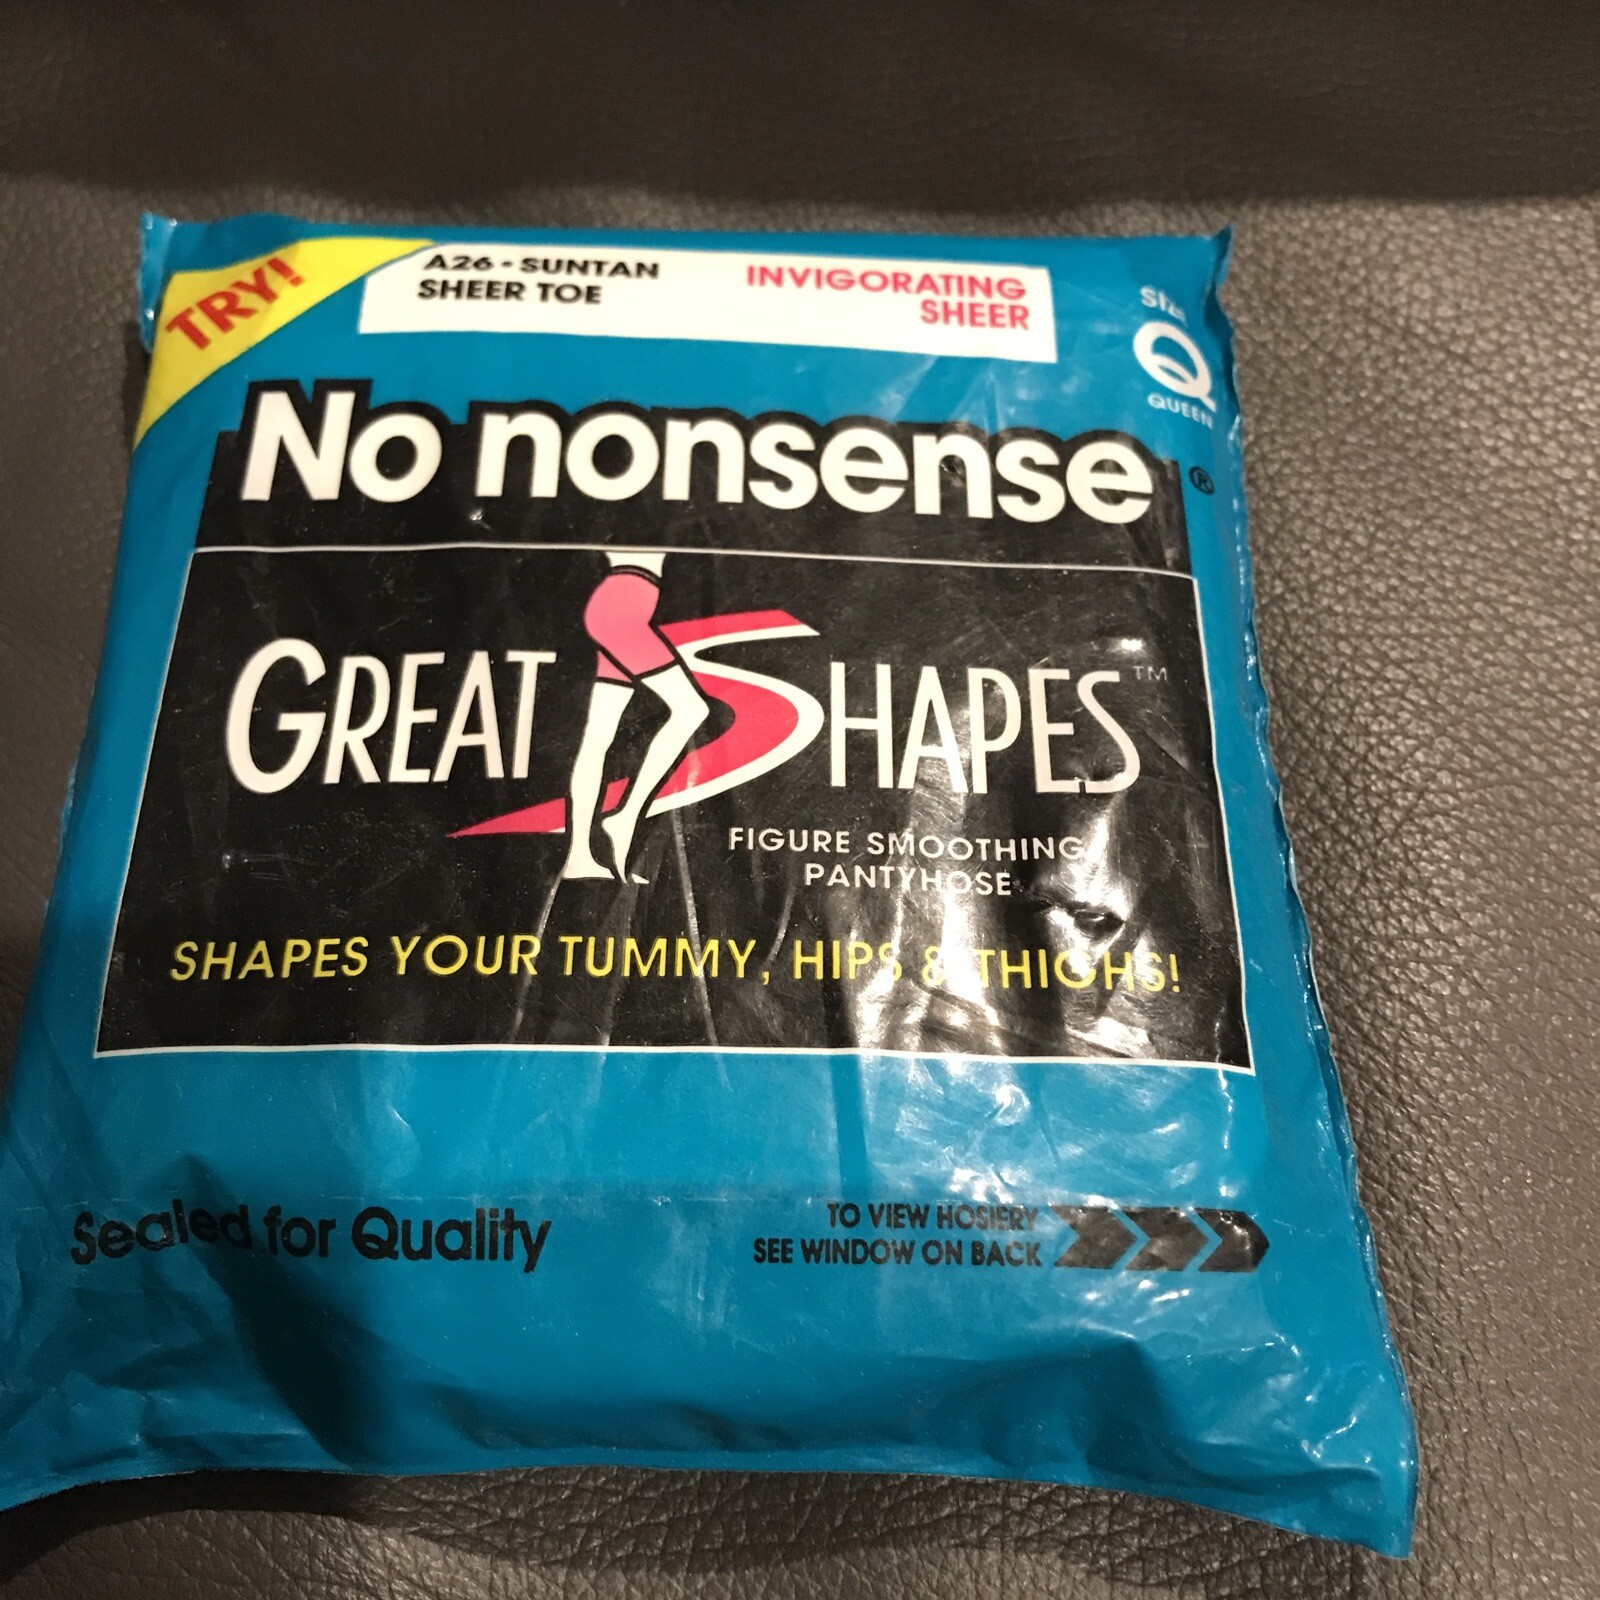 TRY!
A26 • SUNTAN
SHEER TOE
INVIGORATING
SHEER
SIZE
Q
QUEEN
No nonsense®
GREAT SHAPES™
FIGURE SMOOTHING
PANTYHOSE
SHAPES YOUR TUMMY, HIPS & THIGHS!
Sealed for Quality
TO VIEW HOSIERY
SEE WINDOW ON BACK